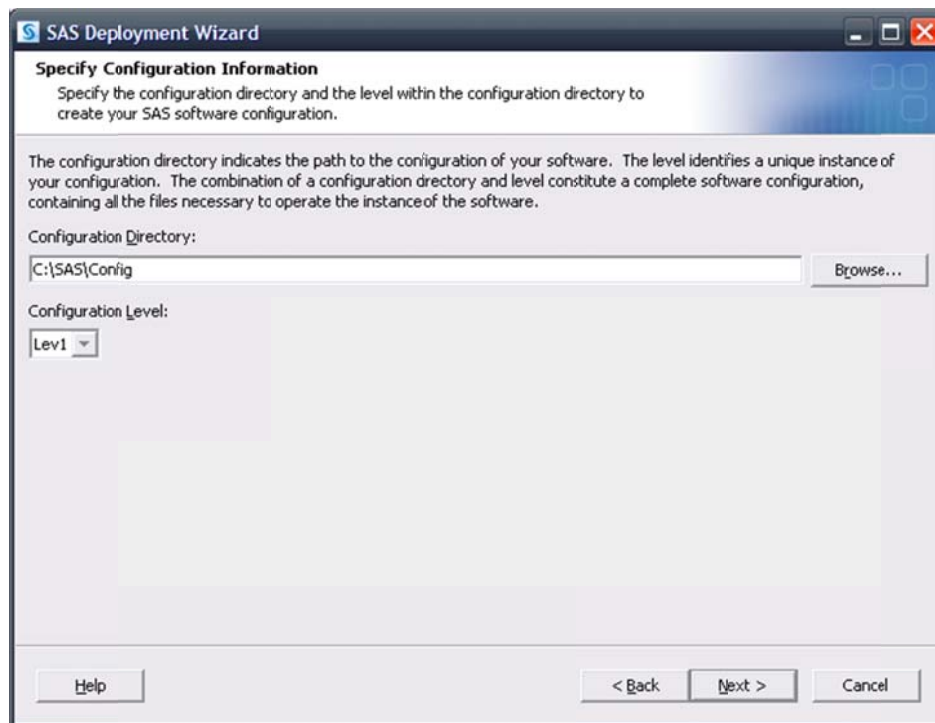 SAS Deployment Wizard
Specify Configuration Information
Specify the configuration directory and the level within the configuration directory to
create your SAS software configuration.
The configuration directory indicates the path to the configuration of your software. The level identifies a unique instance of
your configuration. The combination of a configuration directory and level constitute a complete software configuration,
containing all the files necessary to operate the instance of the software.
Configuration Directory:
C:\SAS\Config
Browse...
Configuration Level:
Lev1
Help
< Back
Next >
Cancel